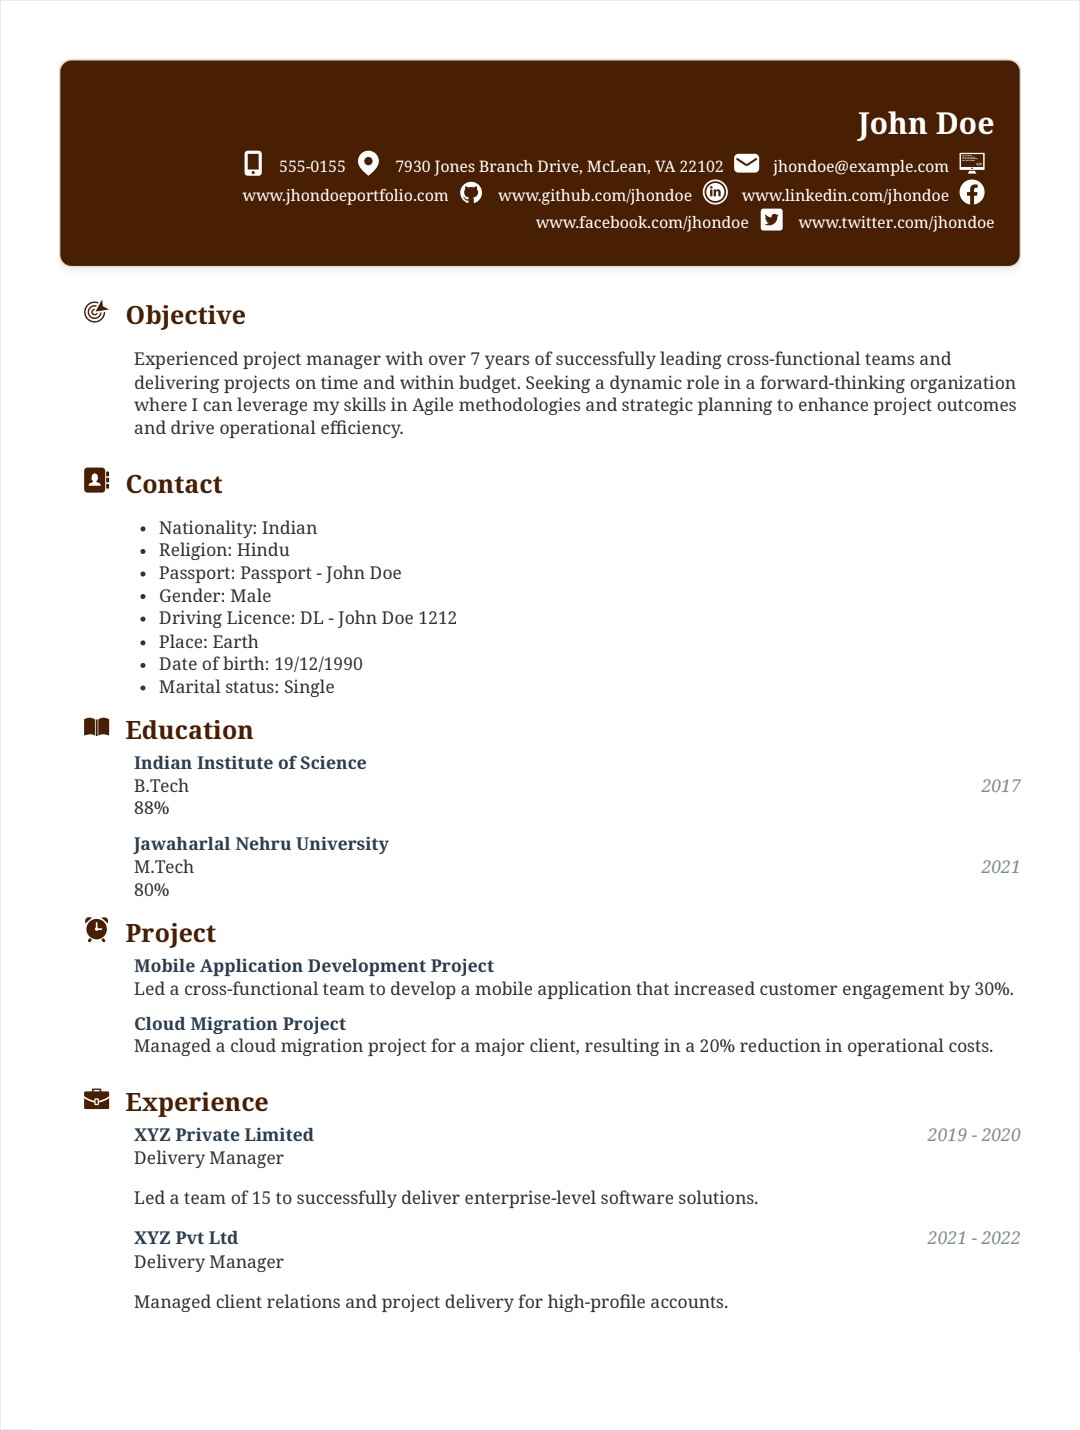 John Doe
555-0155 7930 Jones Branch Drive, McLean, VA 22102 jhondoe@example.com
www.jhondoeportfolio.com www.github.com/jhondoe www.linkedin.com/jhondoe
www.facebook.com/jhondoe www.twitter.com/jhondoe
Objective
Experienced project manager with over 7 years of successfully leading cross-functional teams and
delivering projects on time and within budget. Seeking a dynamic role in a forward-thinking organization
where I can leverage my skills in Agile methodologies and strategic planning to enhance project outcomes
and drive operational efficiency.
Contact
• Nationality: Indian
• Religion: Hindu
• Passport: Passport - John Doe
• Gender: Male
• Driving Licence: DL - John Doe 1212
• Place: Earth
• Date of birth: 19/12/1990
• Marital status: Single
Education
Indian Institute of Science
B.Tech 2017
88%
Jawaharlal Nehru University
M.Tech 2021
80%
Project
Mobile Application Development Project
Led a cross-functional team to develop a mobile application that increased customer engagement by 30%.
Cloud Migration Project
Managed a cloud migration project for a major client, resulting in a 20% reduction in operational costs.
Experience
XYZ Private Limited 2019 - 2020
Delivery Manager
Led a team of 15 to successfully deliver enterprise-level software solutions.
XYZ Pvt Ltd 2021 - 2022
Delivery Manager
Managed client relations and project delivery for high-profile accounts.